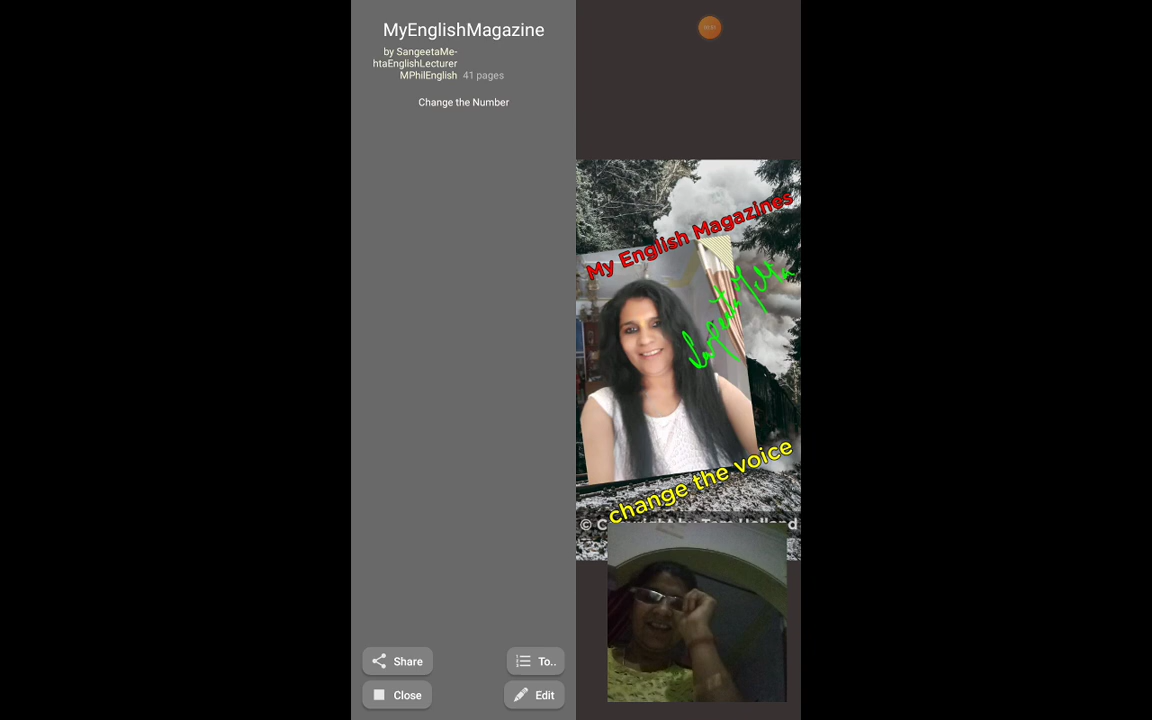 MyEnglishMagazine
by SangeetaMe-
htaEnglishLecturer
MPhilEnglish 41 pages
Change the Number
My English Magazines
change the voice
©
Share
To..
Close
Edit